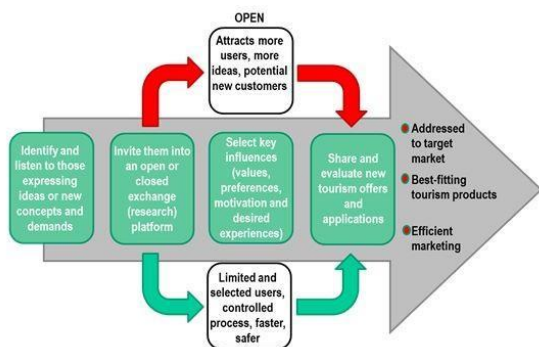 OPEN
Attracts more
users, more
ideas, potential
new customers
Identify and
listen to those
expressing
ideas or new
concepts and
demands
Invite them into
an open or
closed
exchange
(research)
platform
Select key
influences
(values,
preferences,
motivation and
desired
experiences)
Share and
evaluate new
tourism offers
and
applications
Addressed
to target
market
Best-fitting
tourism products
Efficient
marketing
Limited and
selected users,
controlled
process, faster,
safer